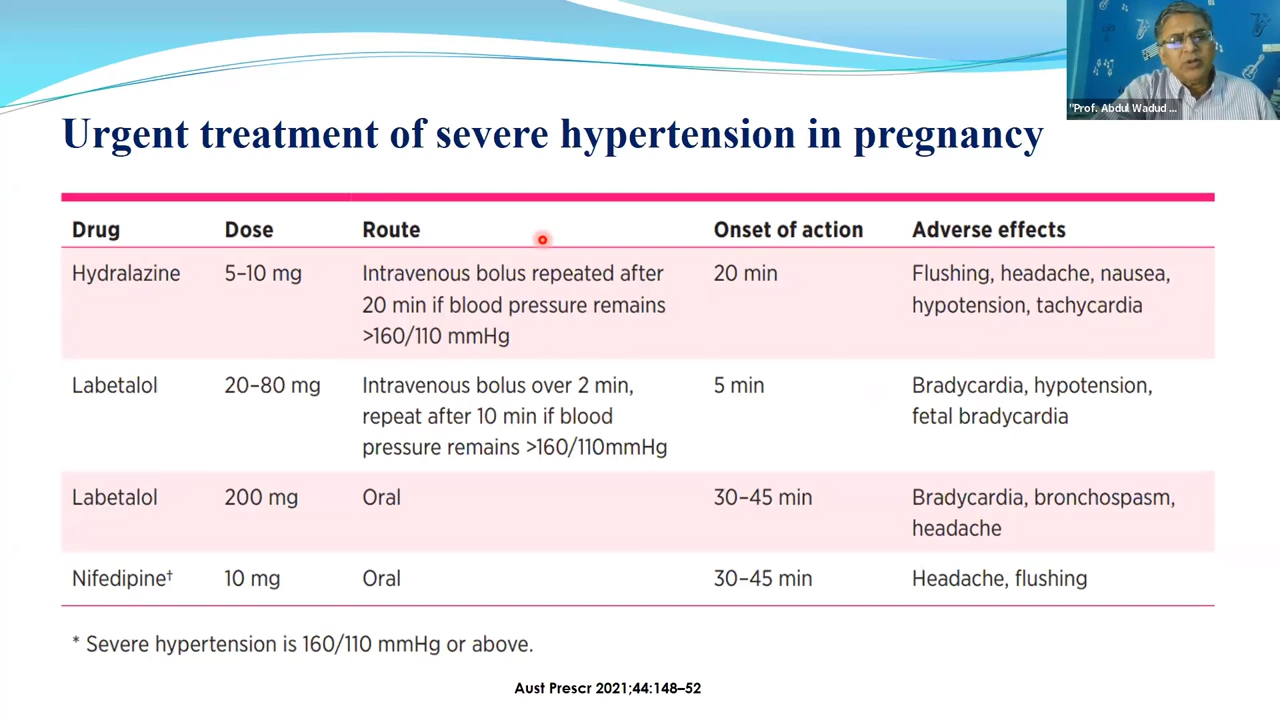 "Prof. Abdul Wadud ...
Urgent treatment of severe hypertension in pregnancy
Drug Dose Route Onset of action Adverse effects
Hydralazine 5–10 mg Intravenous bolus repeated after 20 min Flushing, headache, nausea,
20 min if blood pressure remains hypotension, tachycardia
>160/110 mmHg
Labetalol 20–80 mg Intravenous bolus over 2 min, 5 min Bradycardia, hypotension,
repeat after 10 min if blood fetal bradycardia
pressure remains >160/110mmHg
Labetalol 200 mg Oral 30–45 min Bradycardia, bronchospasm,
headache
Nifedipine† 10 mg Oral 30–45 min Headache, flushing
* Severe hypertension is 160/110 mmHg or above.
Aust Prescr 2021;44:148–52